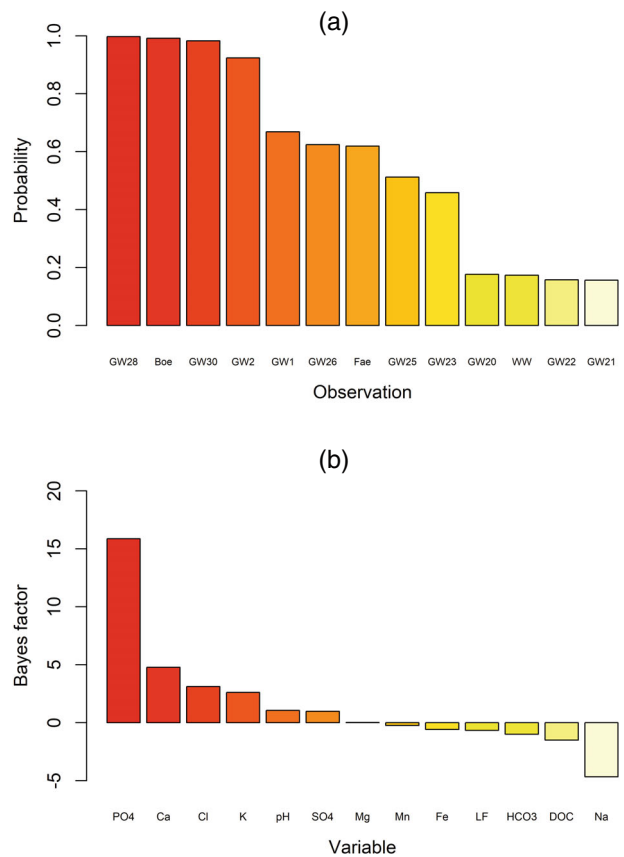 (a)
Probability
1.0
0.8
0.6
0.4
0.2
0.0
GW28 Boe GW30 GW2 GW1 GW26 Fae GW25 GW23 GW20 WW GW22 GW21
Observation
(b)
Bayes factor
20
15
10
5
0
-5
PO4 Ca Cl K pH SO4 Mg Mn Fe LF HCO3 DOC Na
Variable